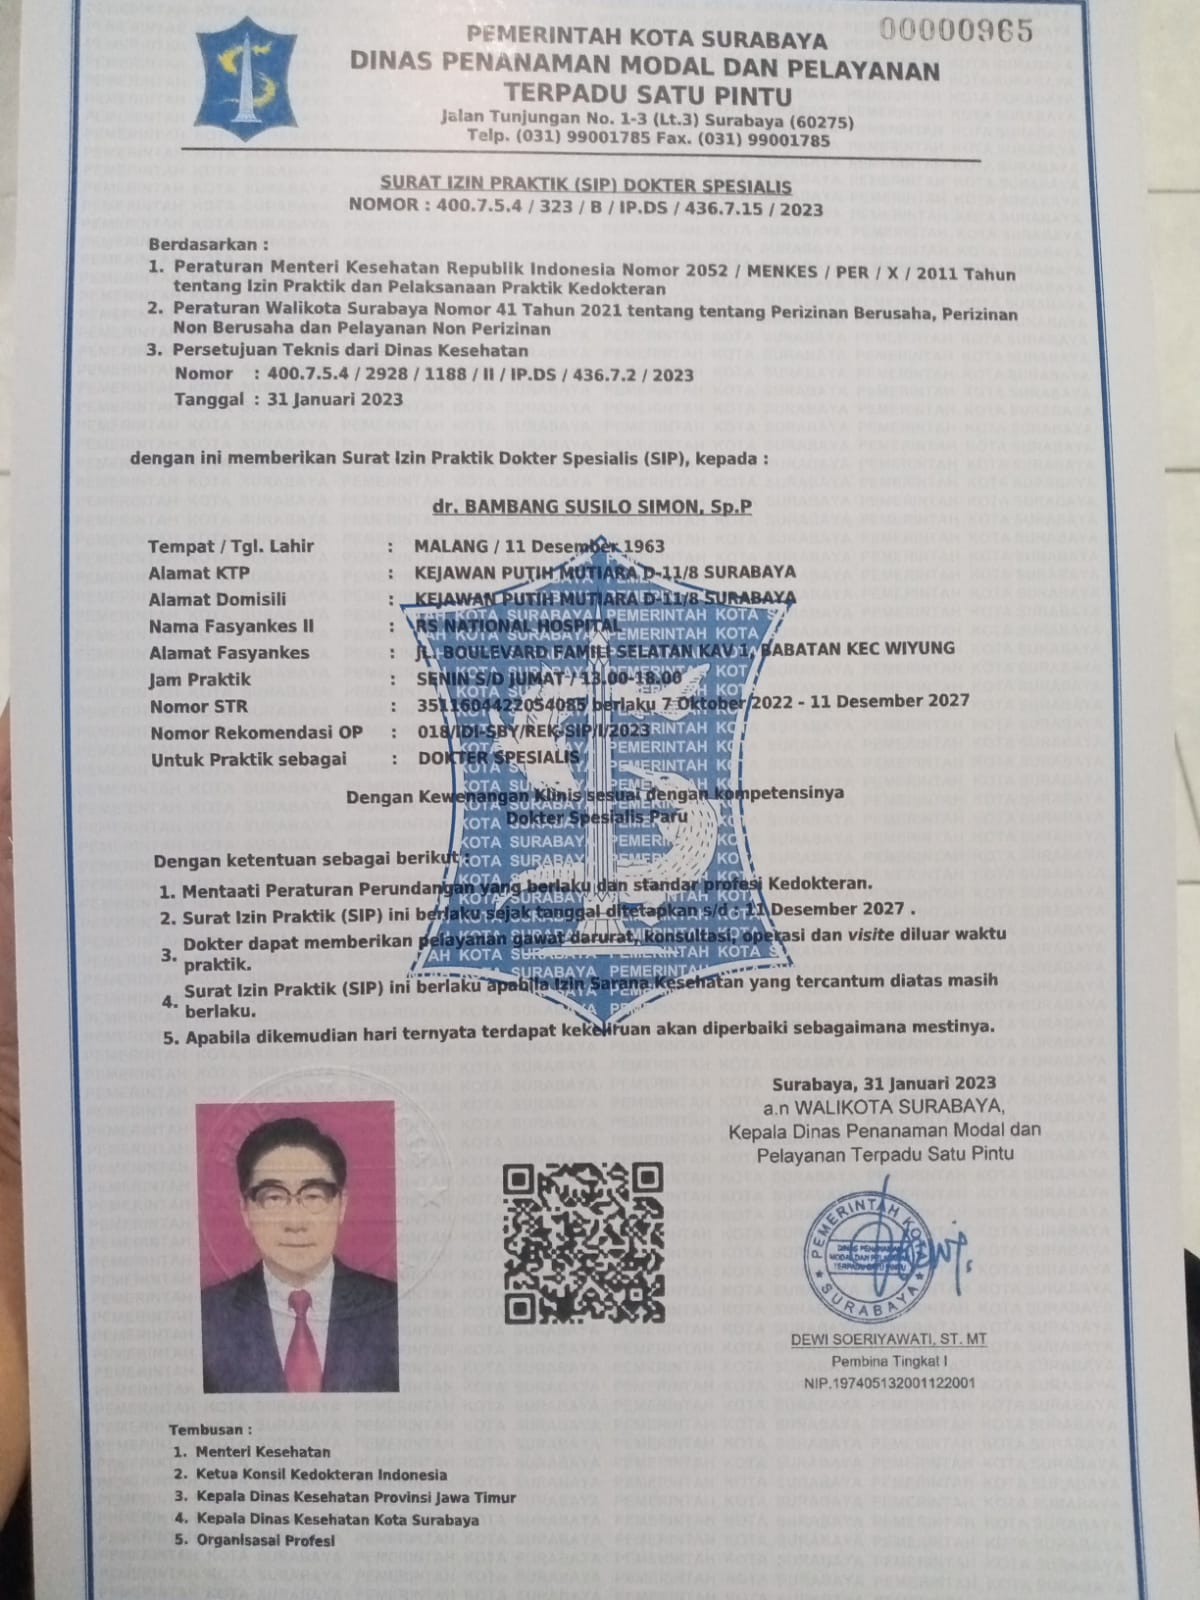 00000965
PEMERINTAH KOTA SURABAYA
DINAS PENANAMAN MODAL DAN PELAYANAN
TERPADU SATU PINTU
Jalan Tunjungan No. 1-3 (Lt.3) Surabaya (60275)
Telp. (031) 99001785 Fax. (031) 99001785
SURAT IZIN PRAKTIK (SIP) DOKTER SPESIALIS
NOMOR : 400.7.5.4 / 323 / B / IP.DS / 436.7.15 / 2023
Berdasarkan :
1. Peraturan Menteri Kesehatan Republik Indonesia Nomor 2052 / MENKES / PER / X / 2011 Tahun
tentang Izin Praktik dan Pelaksanaan Praktik Kedokteran
2. Peraturan Walikota Surabaya Nomor 41 Tahun 2021 tentang tentang Perizinan Berusaha, Perizinan
Non Berusaha dan Pelayanan Non Perizinan
3. Persetujuan Teknis dari Dinas Kesehatan
Nomor : 400.7.5.4 / 2928 / 1188 / II / IP.DS / 436.7.2 / 2023
Tanggal : 31 Januari 2023
dengan ini memberikan Surat Izin Praktik Dokter Spesialis (SIP), kepada :
dr. BAMBANG SUSILO SIMON, Sp.P
Tempat / Tgl. Lahir : MALANG / 11 Desember 1963
Alamat KTP : KEJAWAN PUTIH MUTIARA D-11/8 SURABAYA
Alamat Domisili : KEJAWAN PUTIH MUTIARA D-11/8 SURABAYA
Nama Fasyankes II : RS NATIONAL HOSPITAL
Alamat Fasyankes : JL. BOULEVARD FAMILI SELATAN KAV 1, BABATAN KEC WIYUNG
Jam Praktik : SENIN S/D JUMAT / 13.00-18.00
Nomor STR : 3511604422054085 berlaku 7 Oktober 2022 - 11 Desember 2027
Nomor Rekomendasi OP : 018/IDI-SBY/REK-SIP/I/2023
Untuk Praktik sebagai : DOKTER SPESIALIS
Dengan Kewenangan Klinis sesuai dengan kompetensinya
Dokter Spesialis Paru
Dengan ketentuan sebagai berikut :
1. Mentaati Peraturan Perundangan yang berlaku dan standar profesi Kedokteran.
2. Surat Izin Praktik (SIP) ini berlaku sejak tanggal ditetapkan s/d : 11 Desember 2027 .
3. Dokter dapat memberikan pelayanan gawat darurat, konsultasi, operasi dan visite diluar waktu
praktik.
4. Surat Izin Praktik (SIP) ini berlaku apabila Izin Sarana Kesehatan yang tercantum diatas masih
berlaku.
5. Apabila dikemudian hari ternyata terdapat kekeliruan akan diperbaiki sebagaimana mestinya.
Surabaya, 31 Januari 2023
a.n WALIKOTA SURABAYA,
Kepala Dinas Penanaman Modal dan
Pelayanan Terpadu Satu Pintu
PEMERINTAH KOTA
DINAS PENANAMAN
MODAL DAN PELAYANAN
TERPADU SATU PINTU
SURABAYA
DEWI SOERIYAWATI, ST. MT
Pembina Tingkat I
NIP.197405132001122001
Tembusan :
1. Menteri Kesehatan
2. Ketua Konsil Kedokteran Indonesia
3. Kepala Dinas Kesehatan Provinsi Jawa Timur
4. Kepala Dinas Kesehatan Kota Surabaya
5. Organisasai Profesi